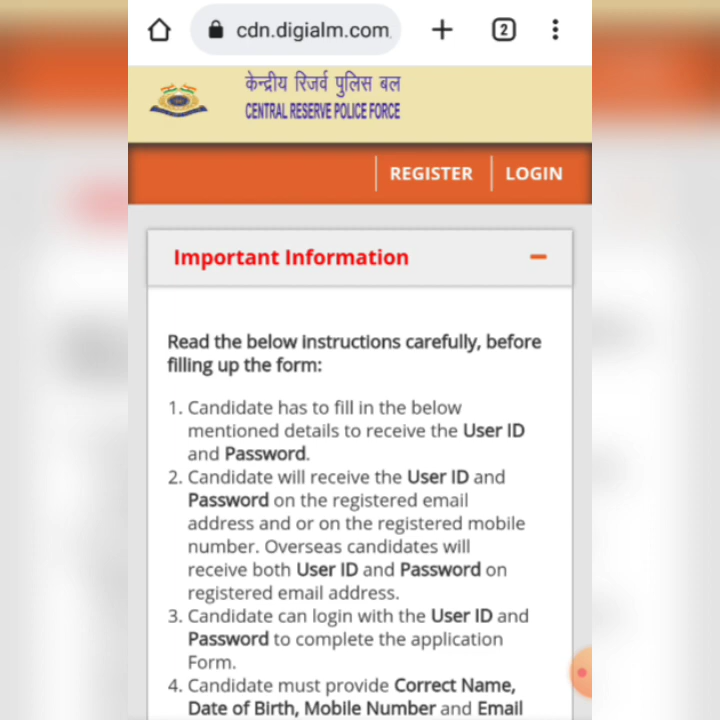 cdn.digialm.com
2
केन्द्रीय रिजर्व पुलिस बल
CENTRAL RESERVE POLICE FORCE
REGISTER
LOGIN
Important Information
Read the below instructions carefully, before
filling up the form:
1. Candidate has to fill in the below
mentioned details to receive the User ID
and Password.
2. Candidate will receive the User ID and
Password on the registered email
address and or on the registered mobile
number. Overseas candidates will
receive both User ID and Password on
registered email address.
3. Candidate can login with the User ID and
Password to complete the application
Form.
4. Candidate must provide Correct Name,
Date of Birth, Mobile Number and Email